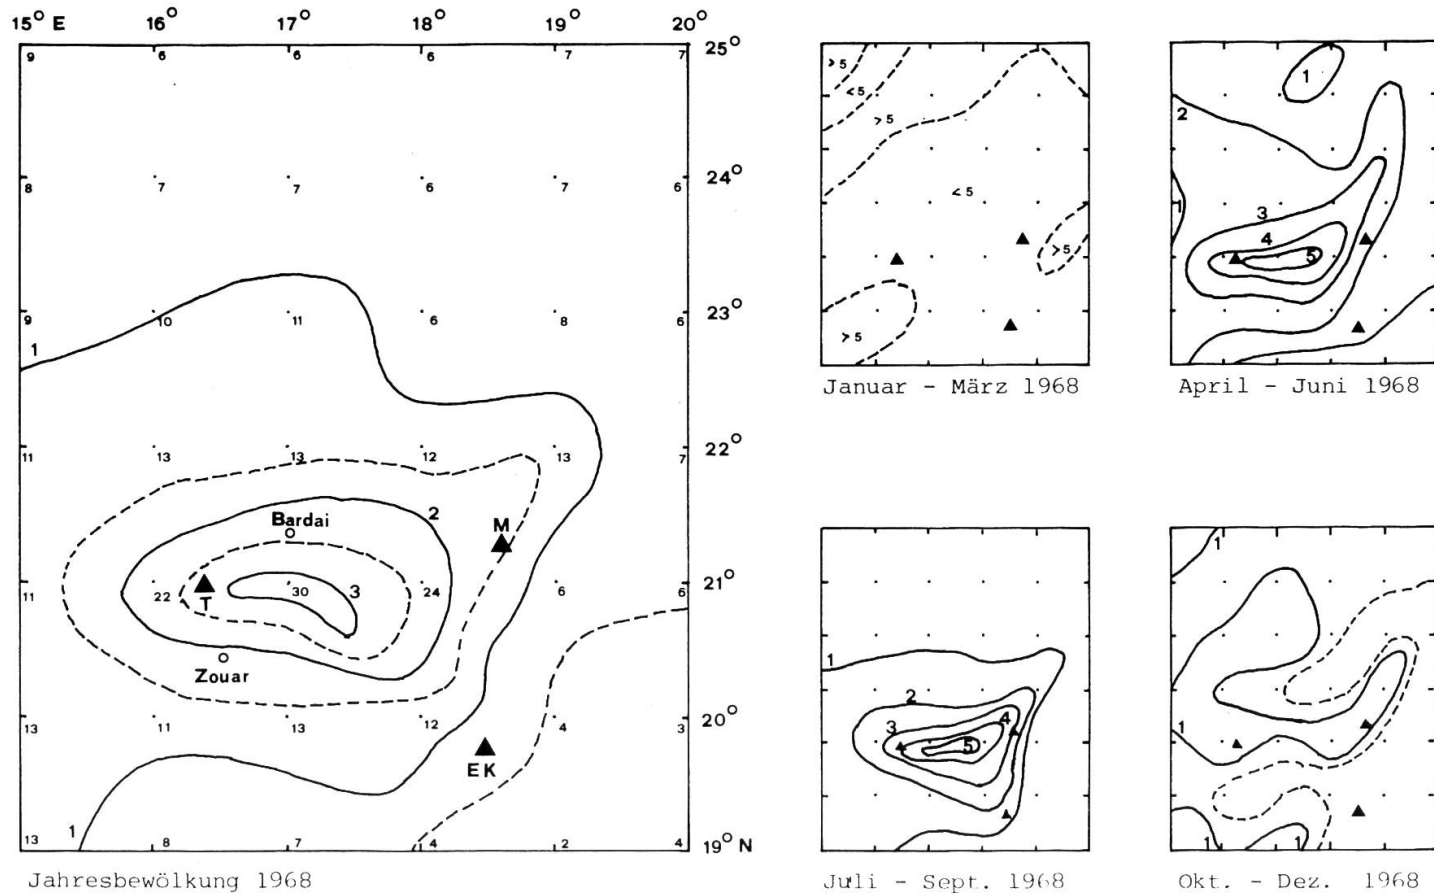 15° E 16° 17° 18° 19° 20°
9 6 6 6 7 7 25°
8 7 7 6 7 6 24°
9 10 11 6 8 6 23°
1
11 13 13 12 13 7 22°
2
Bardai
M
11 22 30 3 24 6 6 21°
T
Zouar
13 11 13 12 4 3 20°
EK
1
13 8 7 4 2 4 19° N
Jahresbewölkung 1968
>5
<5
>5
<5
>5
>5
Januar - März 1968
1
2
1
3
4
5
April - Juni 1968
1
2
3 4
5
Juli - Sept. 1968
1
1
1
1
1
Okt. - Dez. 1968